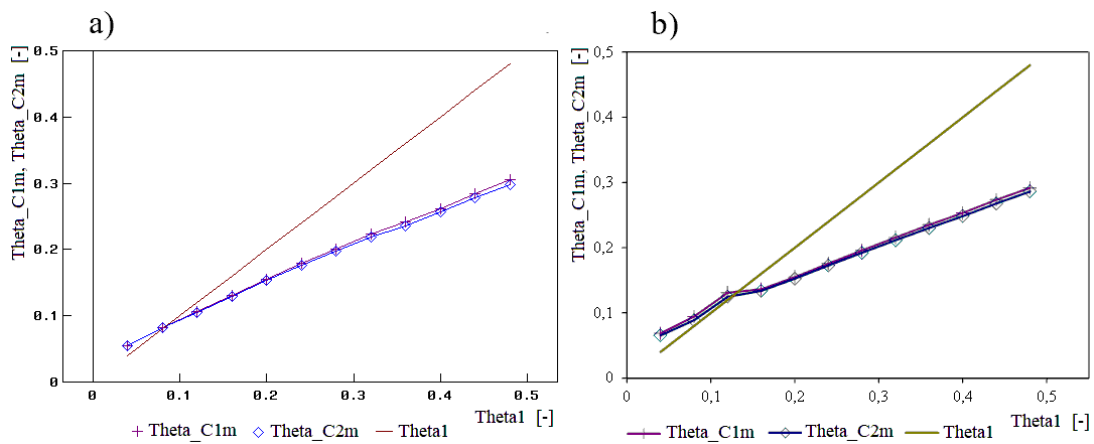 a)
Theta_C1m, Theta_C2m [-]
0.5
0.4
0.3
0.2
0.1
0
0 0.1 0.2 0.3 0.4 0.5
Theta1 [-]
Theta_C1m Theta_C2m Theta1
b)
Theta_C1m, Theta_C2m [-]
0,5
0,4
0,3
0,2
0,1
0
0 0,1 0,2 0,3 0,4 0,5
Theta1 [-]
Theta_C1m Theta_C2m Theta1